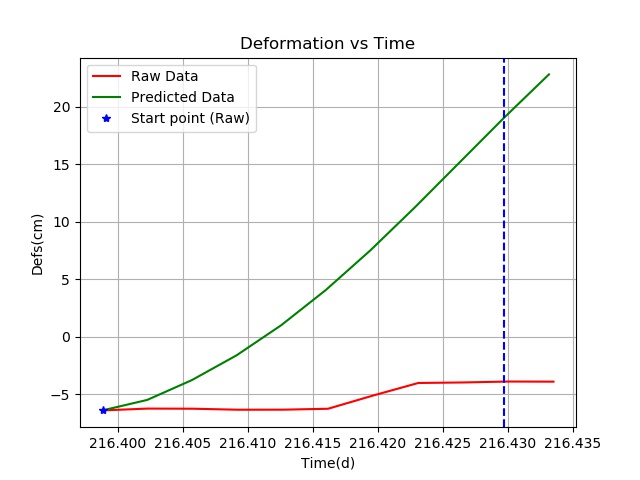 Deformation vs Time
Raw Data
Predicted Data
Start point (Raw)
Defs(cm)
20
15
10
5
0
−5
216.400 216.405 216.410 216.415 216.420 216.425 216.430 216.435
Time(d)